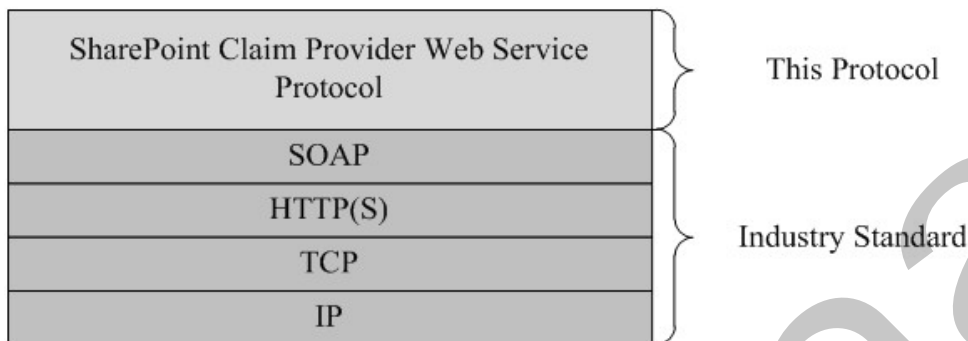 SharePoint Claim Provider Web Service
Protocol
This Protocol
SOAP
HTTP(S)
TCP
IP
Industry Standard